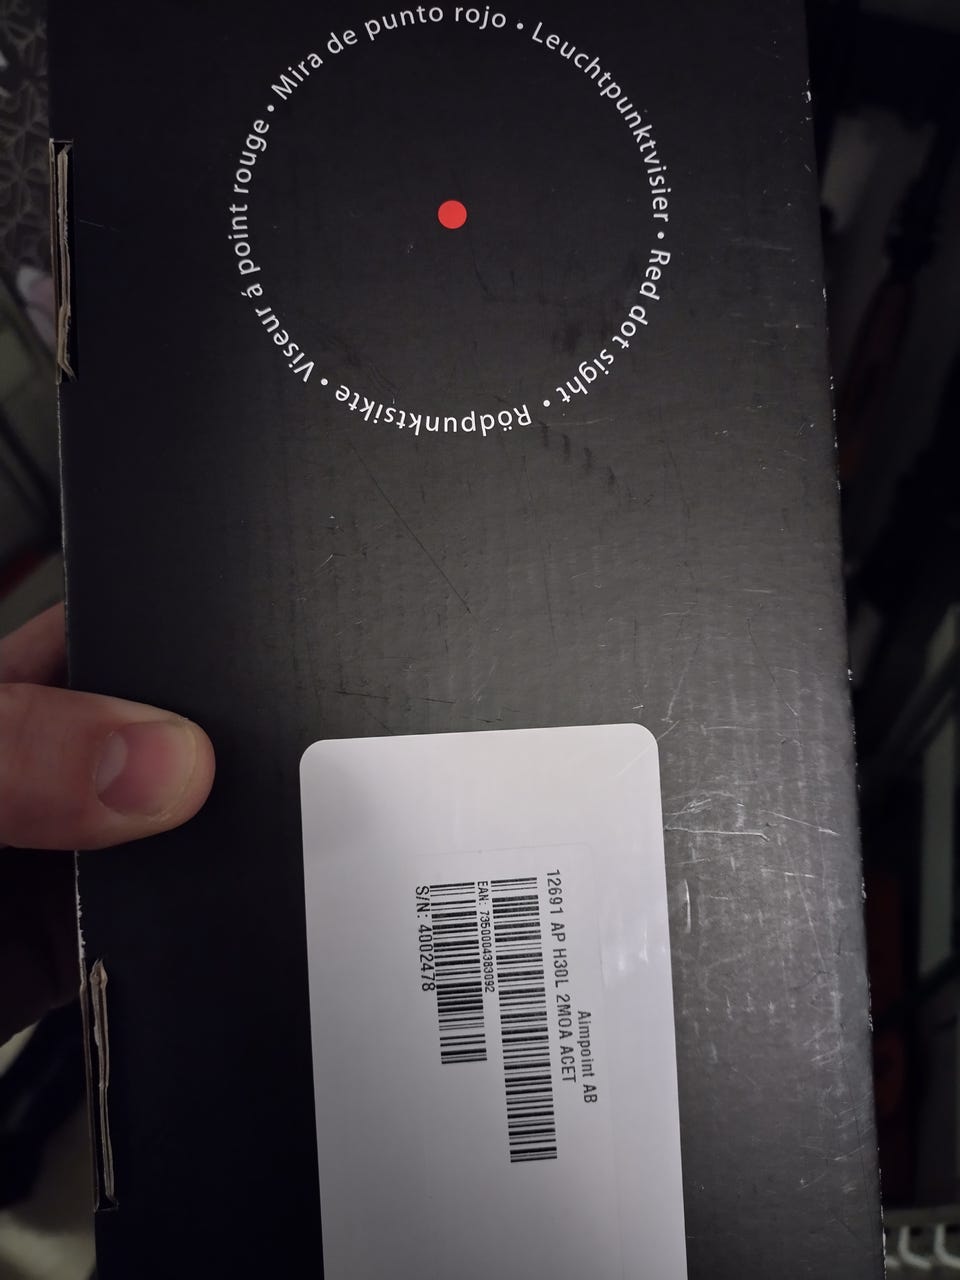 Mira de punto rojo • Leuchtpunktvisier • Red dot sight • Rödpunktsikte • Viseur á point rouge •
Aimpoint AB
12691 AP H30L 2MOA ACET
EAN: 7350004383092
S/N: 4002478